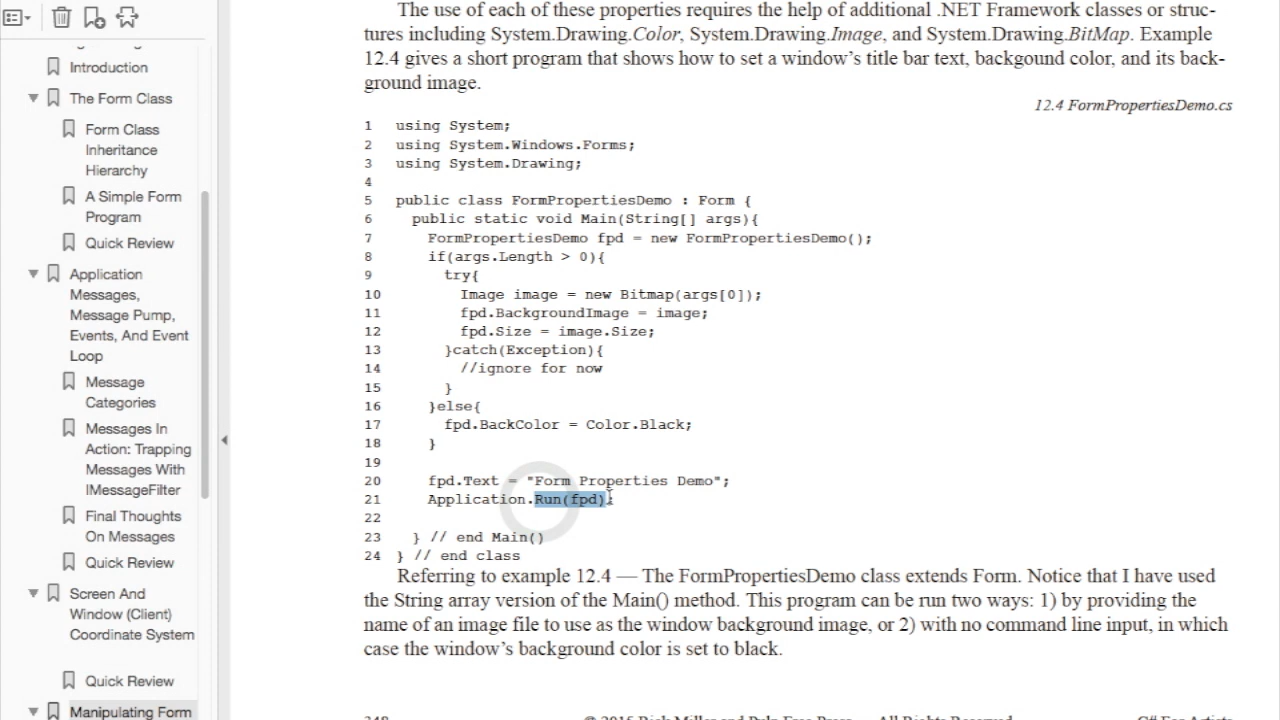 Introduction
The Form Class
Form Class
Inheritance
Hierarchy
A Simple Form
Program
Quick Review
Application
Messages,
Message Pump,
Events, And Event
Loop
Message
Categories
Messages In
Action: Trapping
Messages With
IMessageFilter
Final Thoughts
On Messages
Quick Review
Screen And
Window (Client)
Coordinate System
Quick Review
Manipulating Form
The use of each of these properties requires the help of additional .NET Framework classes or struc-
tures including System.Drawing.Color, System.Drawing.Image, and System.Drawing.BitMap. Example
12.4 gives a short program that shows how to set a window's title bar text, backgound color, and its back-
ground image.
12.4 FormPropertiesDemo.cs
1 using System;
2 using System.Windows.Forms;
3 using System.Drawing;
4
5 public class FormPropertiesDemo : Form {
6 public static void Main(String[] args){
7 FormPropertiesDemo fpd = new FormPropertiesDemo();
8 if(args.Length > 0){
9 try{
10 Image image = new Bitmap(args[0]);
11 fpd.BackgroundImage = image;
12 fpd.Size = image.Size;
13 }catch(Exception){
14 //ignore for now
15 }
16 }else{
17 fpd.BackColor = Color.Black;
18 }
19
20 fpd.Text = "Form Properties Demo";
21 Application.Run(fpd);
22
23 } // end Main()
24 } // end class
Referring to example 12.4 — The FormPropertiesDemo class extends Form. Notice that I have used
the String array version of the Main() method. This program can be run two ways: 1) by providing the
name of an image file to use as the window background image, or 2) with no command line input, in which
case the window's background color is set to black.
348 © 2015 Rick Miller and Pulp Free Press — All Rights Reserved C# For Artists